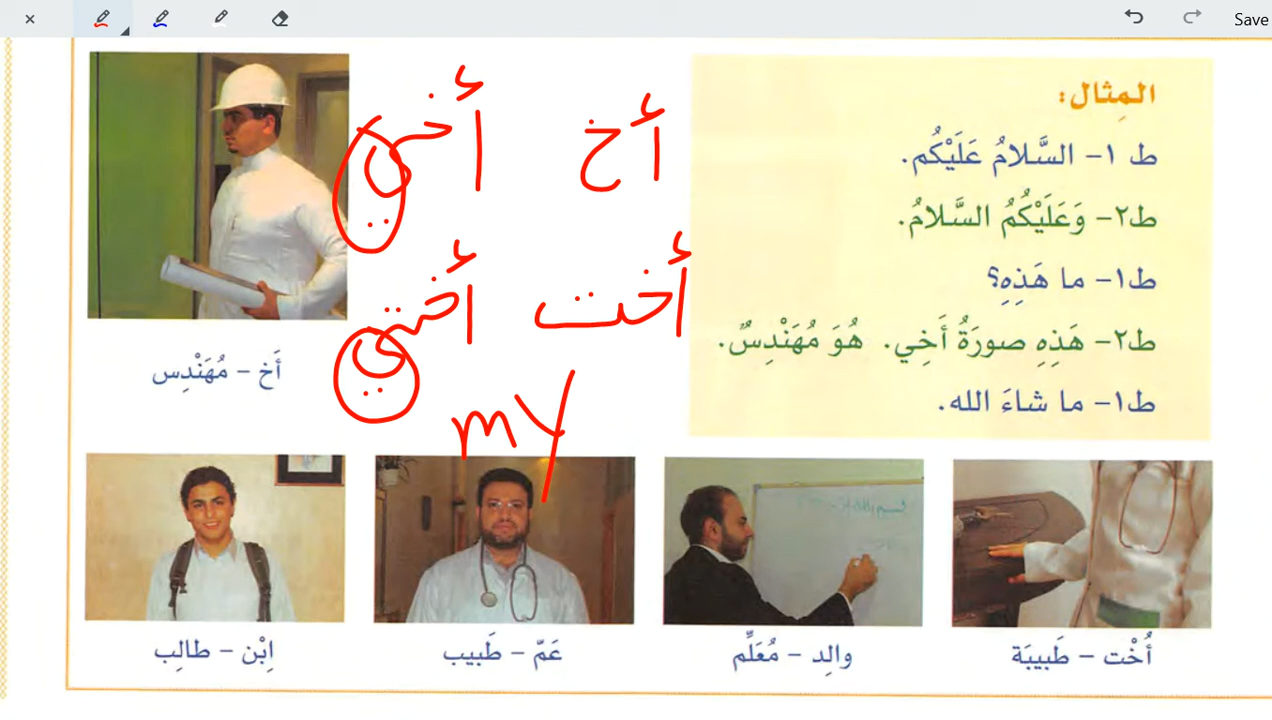 Save
المِثال:
ط ١- السَّلامُ عَلَيْكُم.
ط٢- وَعَلَيْكُمُ السَّلامُ.
ط١- ما هَذِهِ؟
ط٢- هَذِهِ صورَةُ أَخِي. هُوَ مُهَنْدِسٌ.
ط١- ما شاءَ الله.
أخ أخي
أخت أختي
my
أَخ - مُهَنْدِس
أُخْت - طَبيبَة
والِد - مُعَلِّم
عَمّ - طَبيب
اِبْن - طالِب